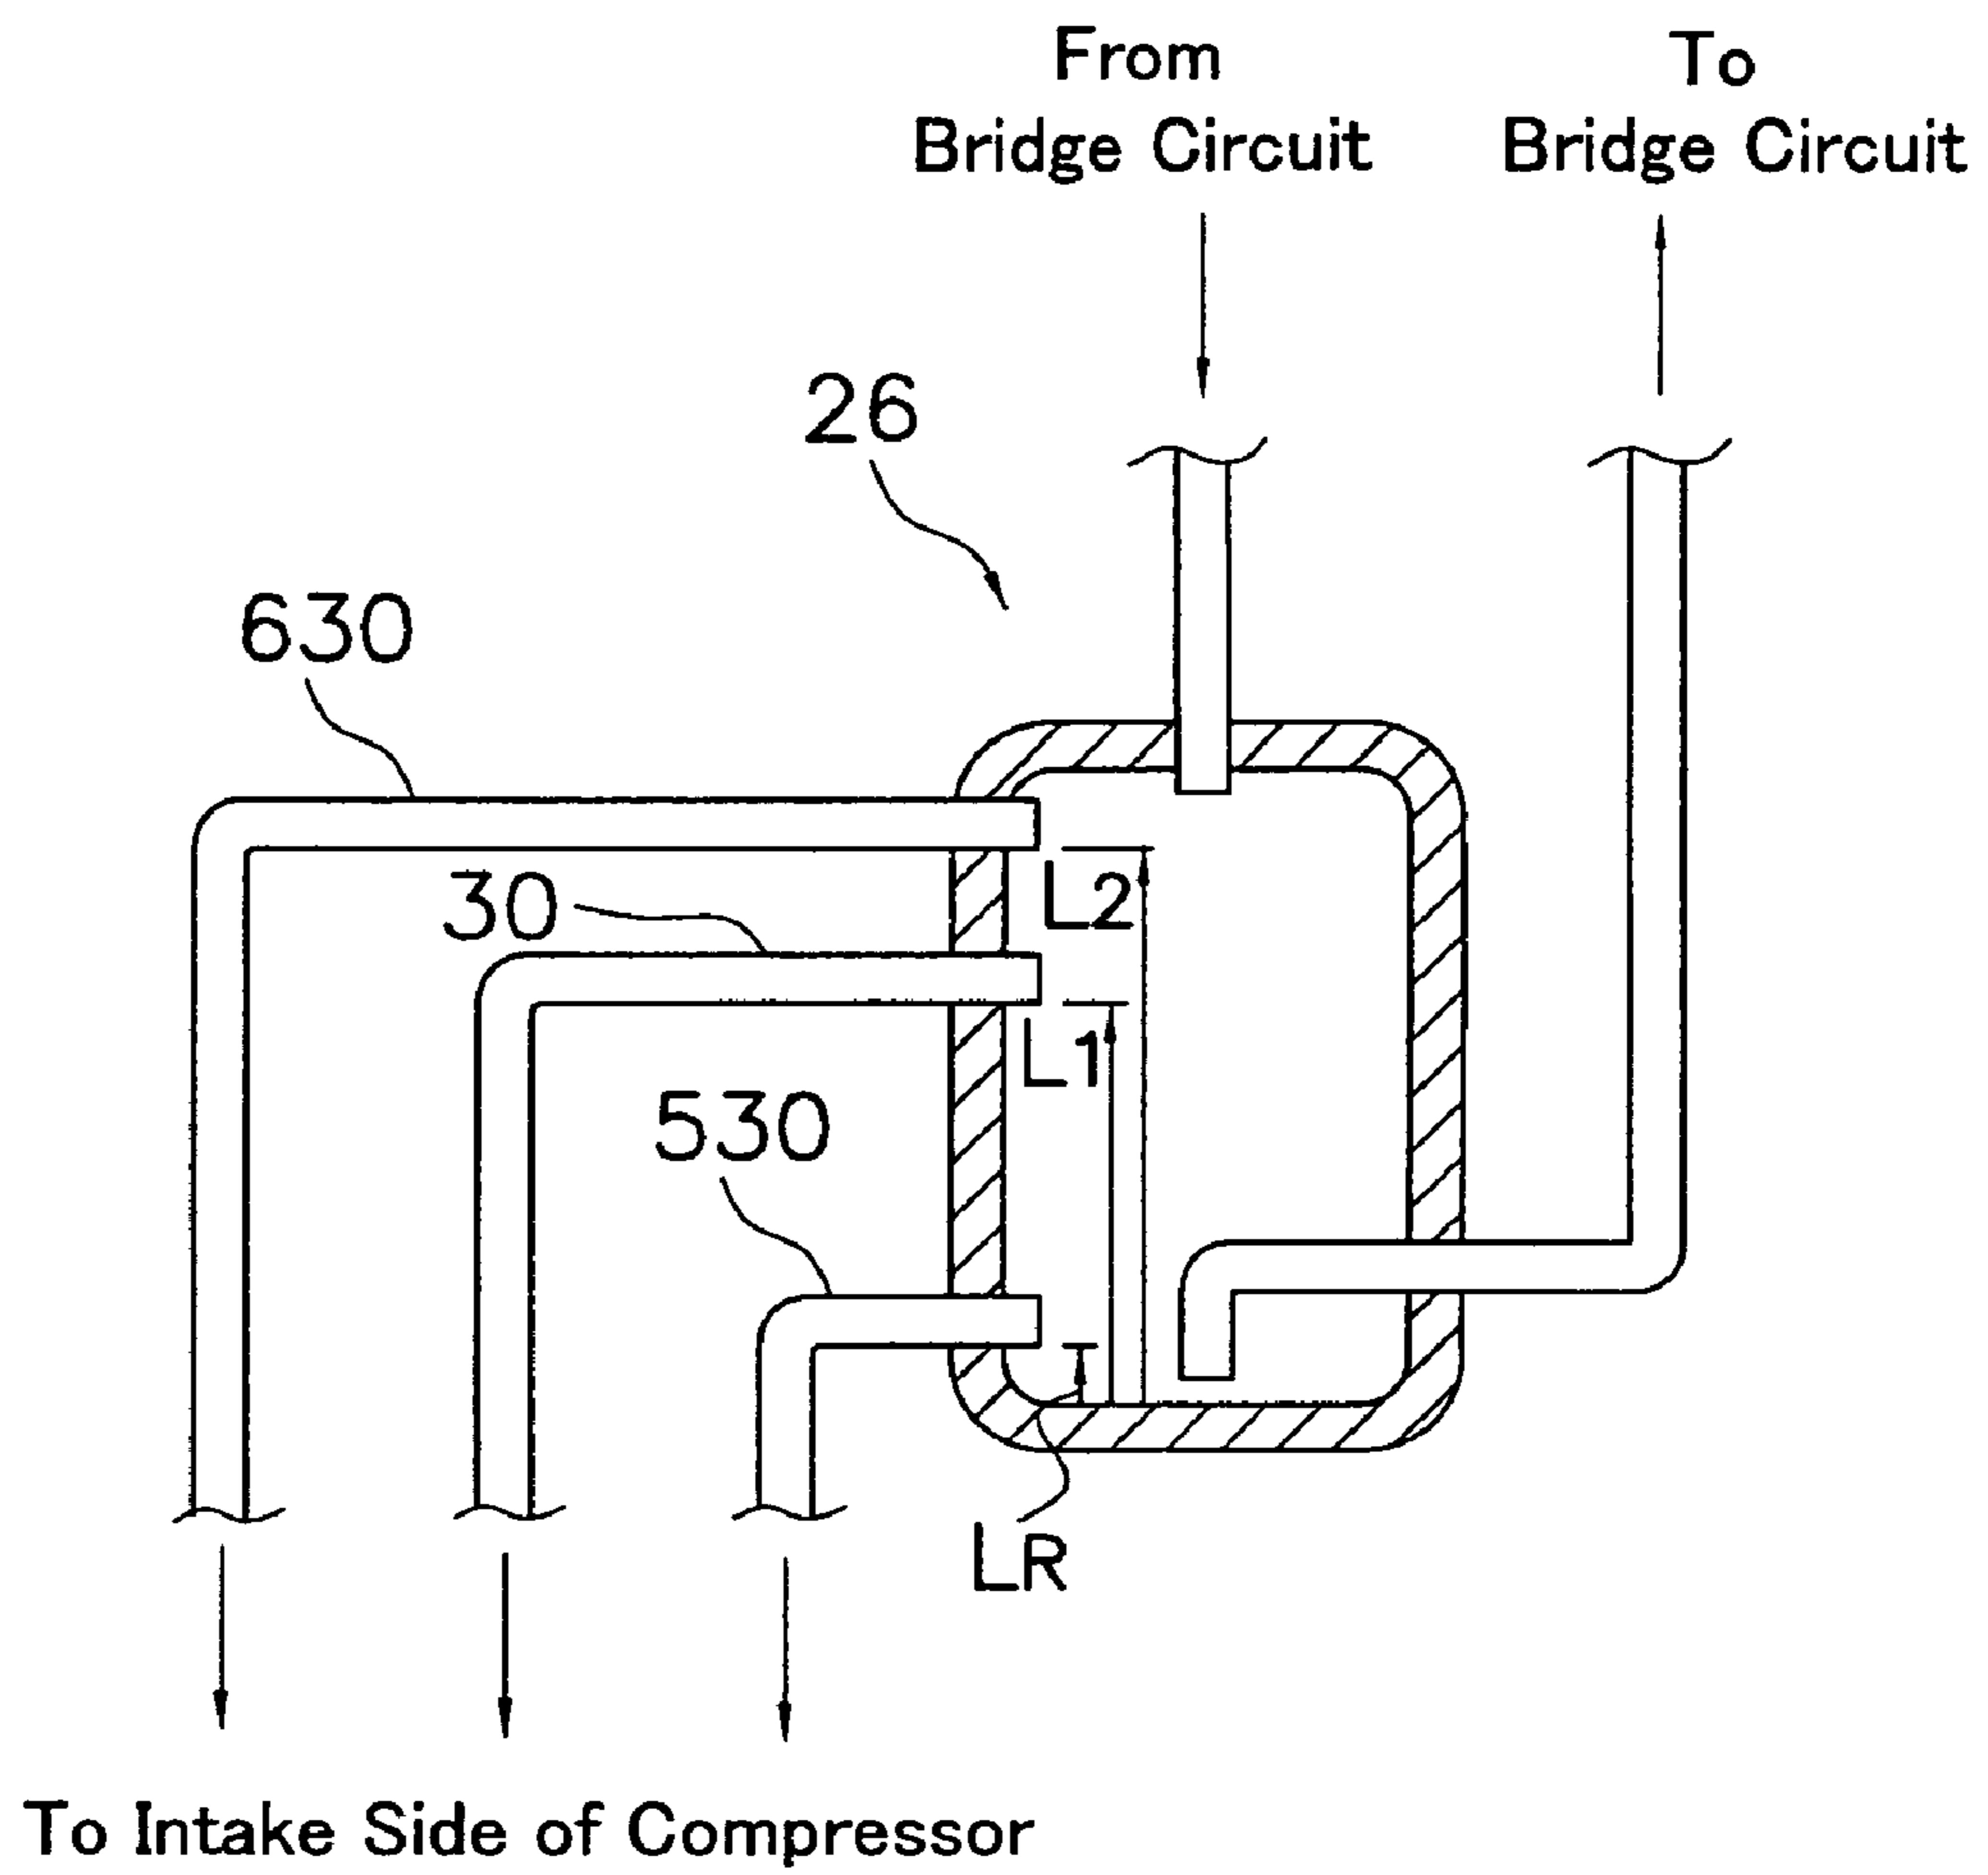 From
Bridge Circuit
To
Bridge Circuit
26
630
L2
30
L1
530
LR
To Intake Side of Compressor